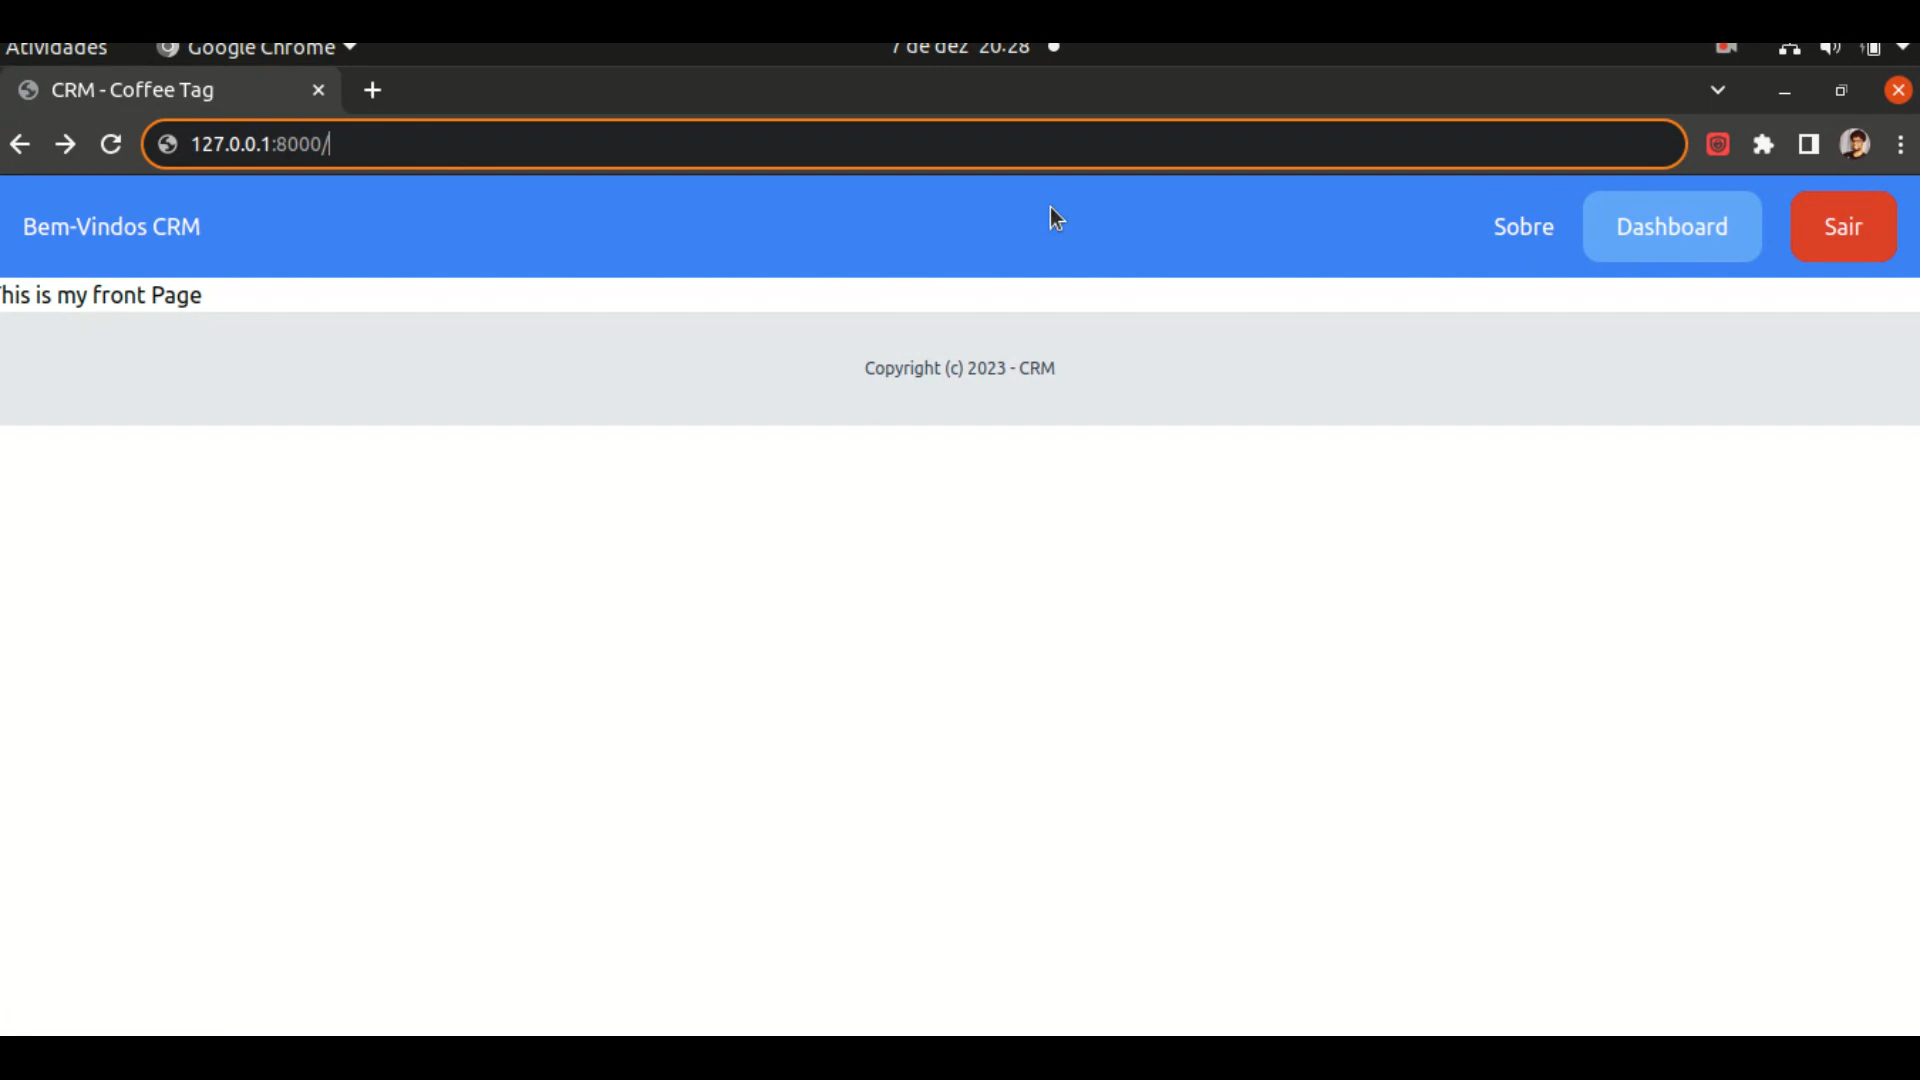 Atividades Google Chrome 7 de dez 20:28
CRM - Coffee Tag
127.0.0.1:8000/
Bem-Vindos CRM Sobre Dashboard Sair
his is my front Page
Copyright (c) 2023 - CRM